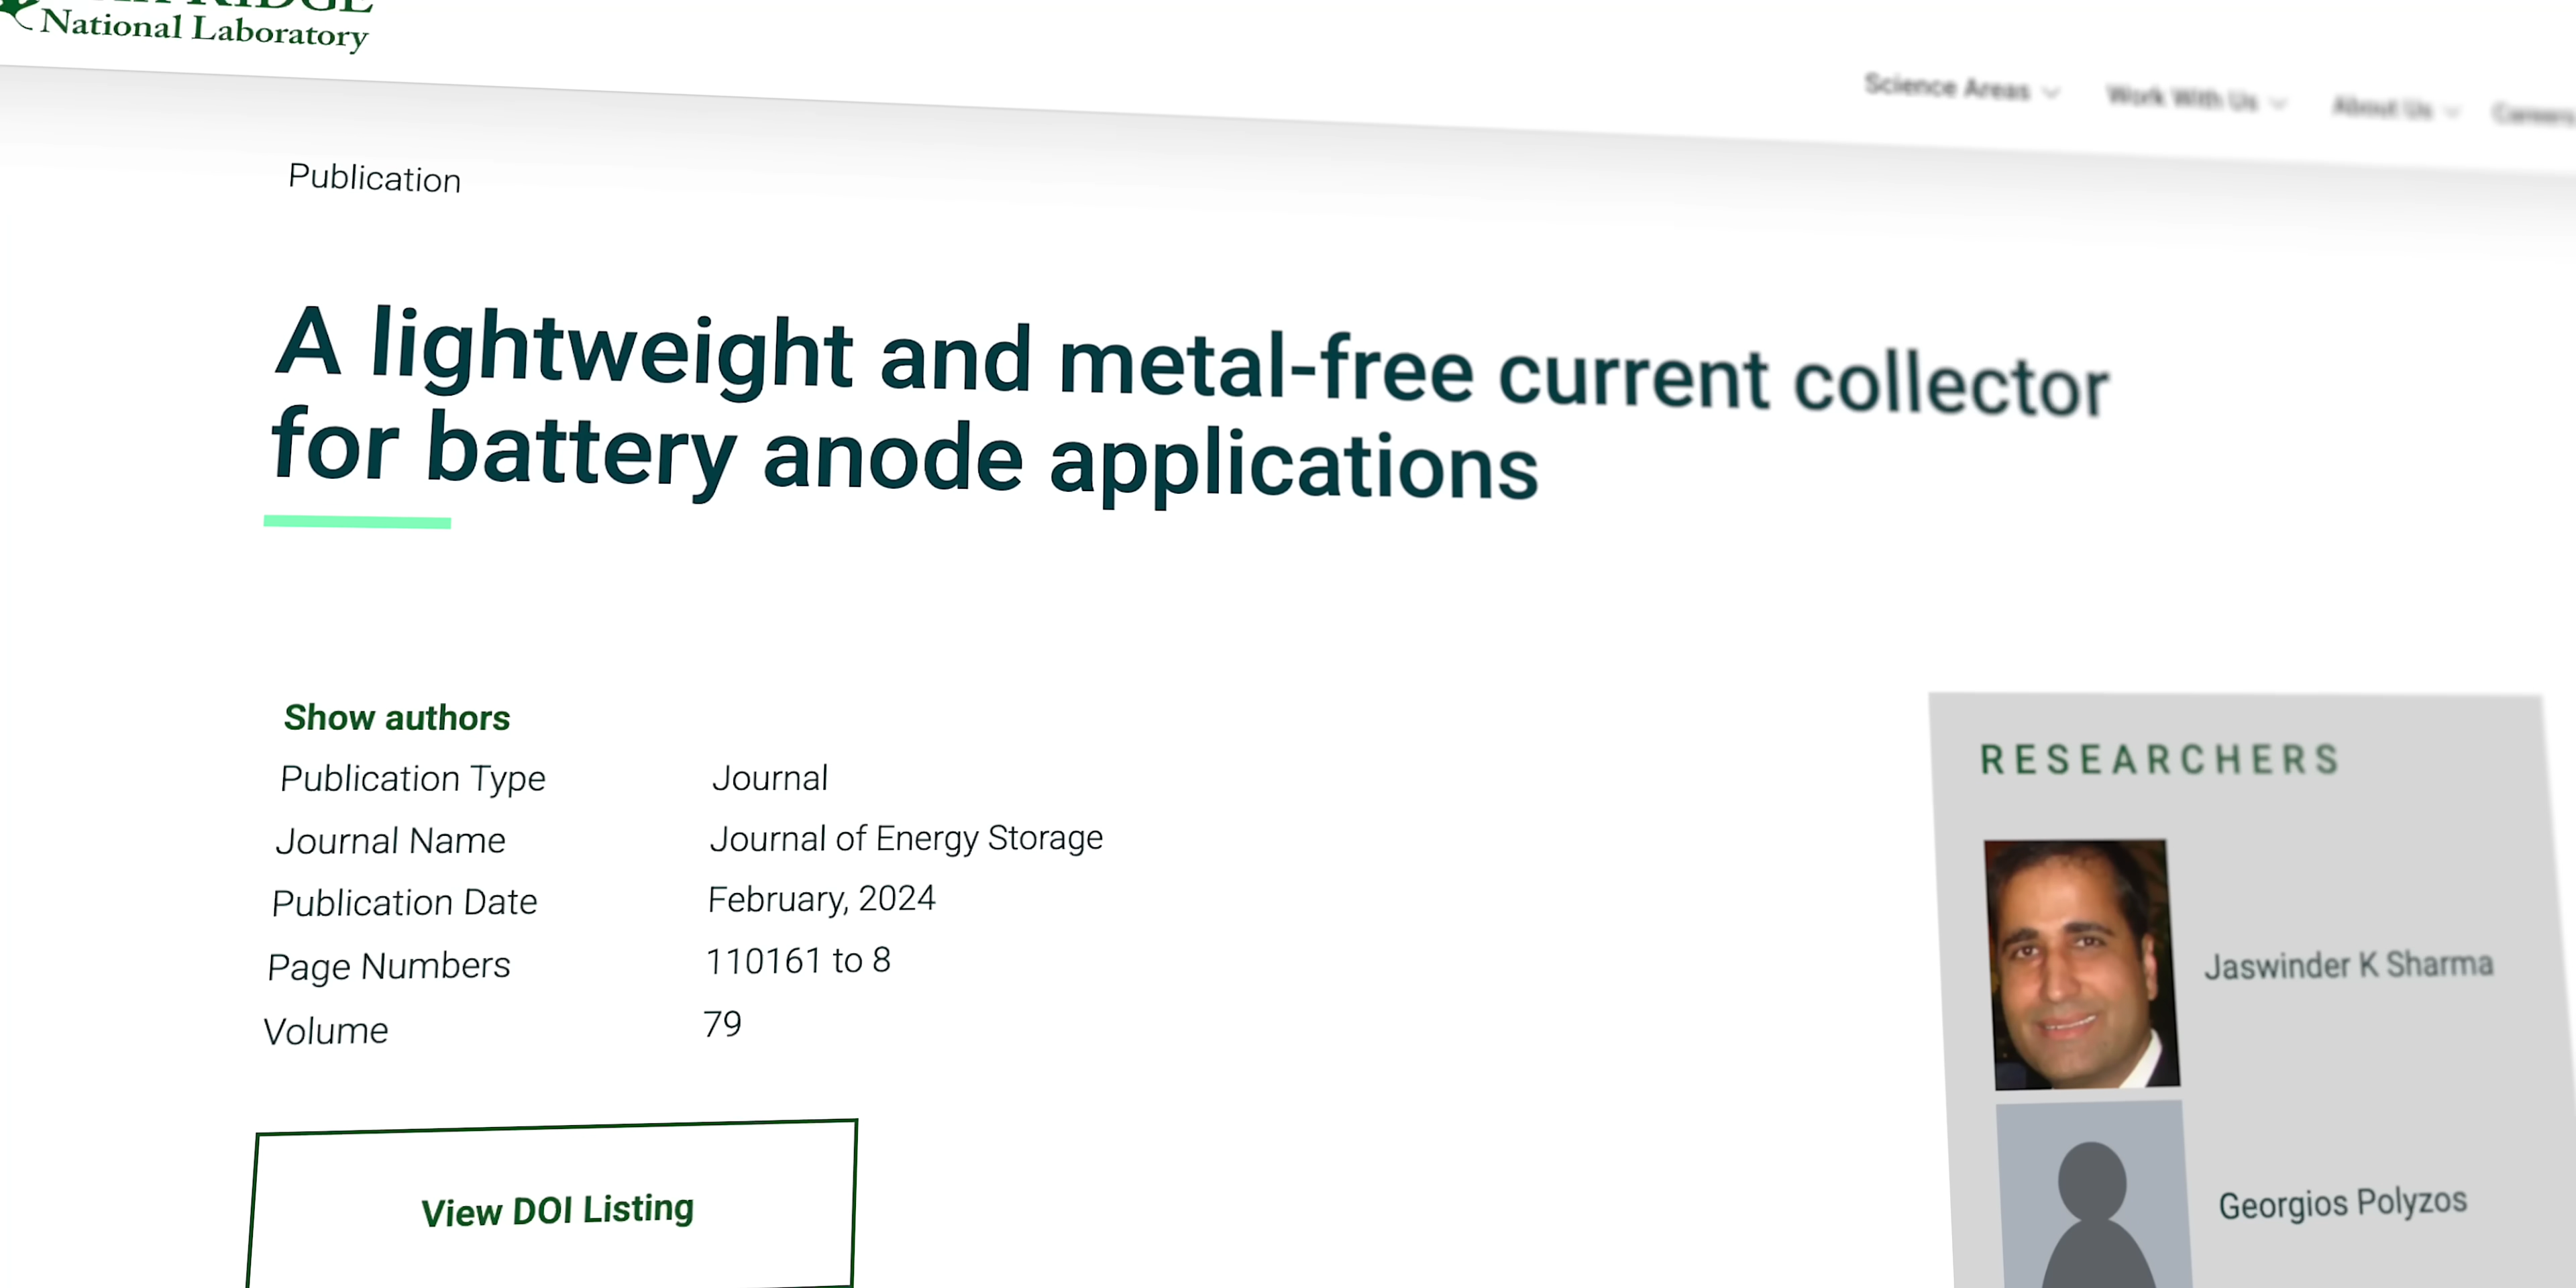 RIDGE
National Laboratory
Science Areas
Work With Us
About Us
Careers
Publication
A lightweight and metal-free current collector
for battery anode applications
Show authors
Publication Type Journal
Journal Name Journal of Energy Storage
Publication Date February, 2024
Page Numbers 110161 to 8
Volume 79
View DOI Listing
RESEARCHERS
Jaswinder K Sharma
Georgios Polyzos